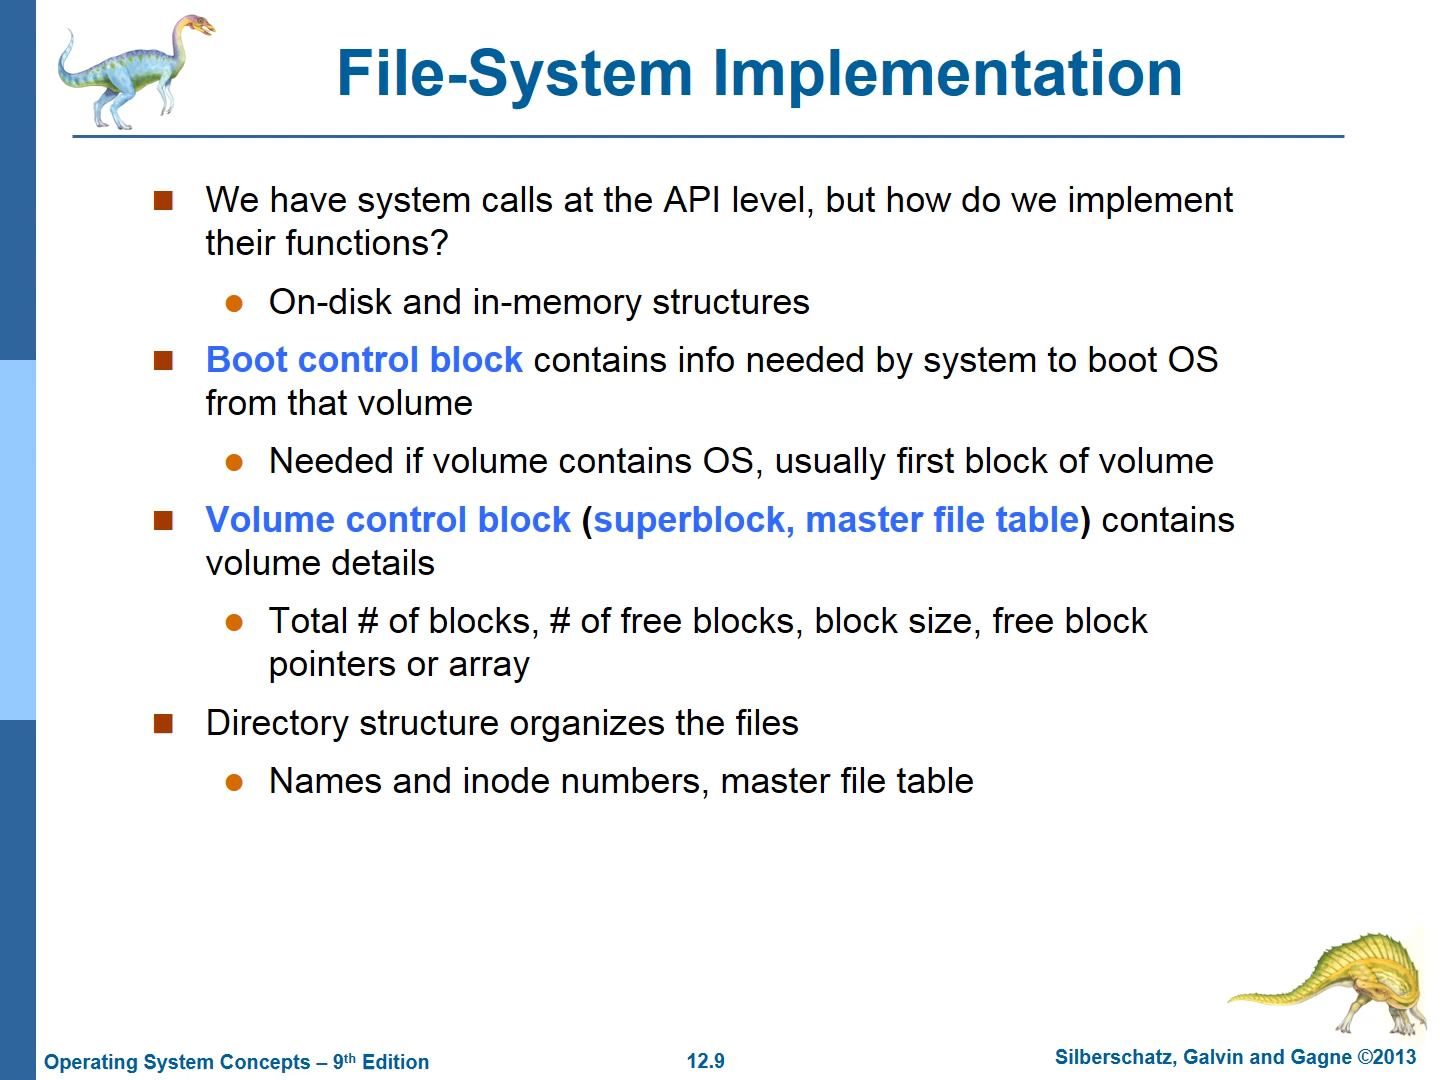 File-System Implementation
We have system calls at the API level, but how do we implement
their functions?
On-disk and in-memory structures
Boot control block contains info needed by system to boot OS
from that volume
Needed if volume contains OS, usually first block of volume
Volume control block (superblock, master file table) contains
volume details
Total # of blocks, # of free blocks, block size, free block
pointers or array
Directory structure organizes the files
Names and inode numbers, master file table
Operating System Concepts – 9th Edition
12.9
Silberschatz, Galvin and Gagne ©2013